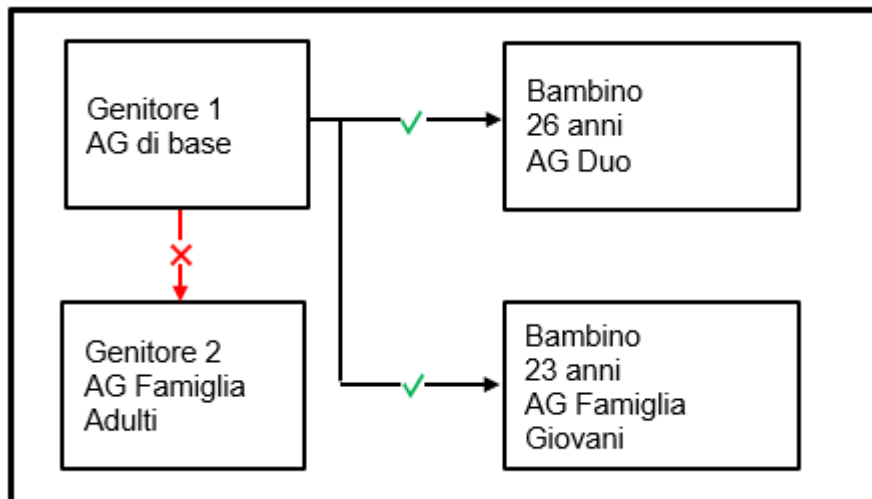 Genitore 1
AG di base
Bambino
26 anni
AG Duo
Genitore 2
AG Famiglia
Adulti
Bambino
23 anni
AG Famiglia
Giovani